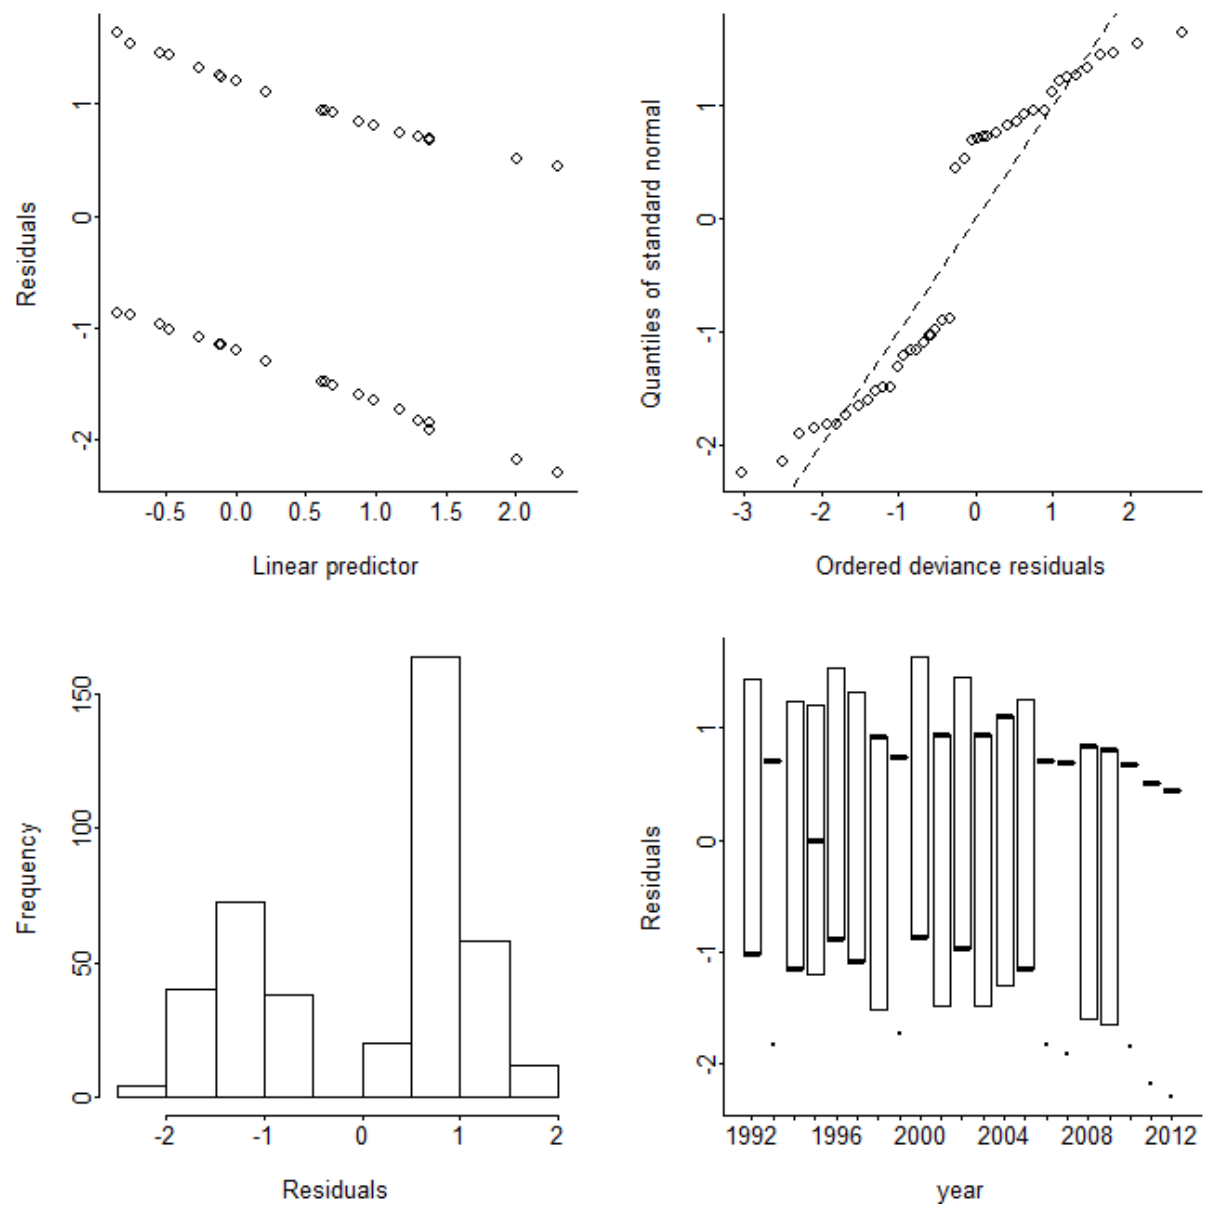 1
0
-1
-2
Residuals
-0.5 0.0 0.5 1.0 1.5 2.0
Linear predictor
1
0
-1
-2
Quantiles of standard normal
-3 -2 -1 0 1 2
Ordered deviance residuals
150
100
50
0
Frequency
-2 -1 0 1 2
Residuals
1
0
-1
-2
Residuals
1992 1996 2000 2004 2008 2012
year